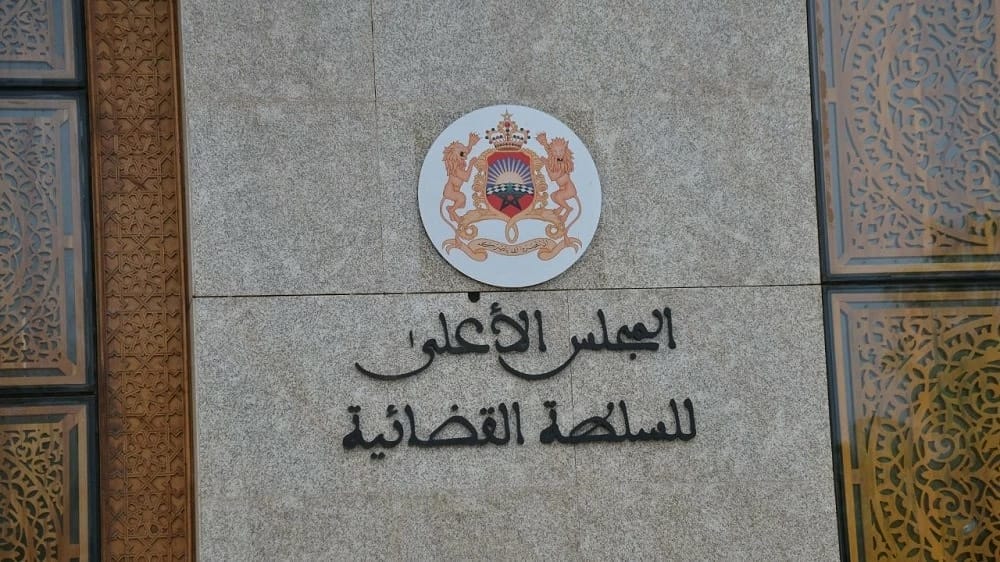 المجلس الأعلى
للسلطة القضائية